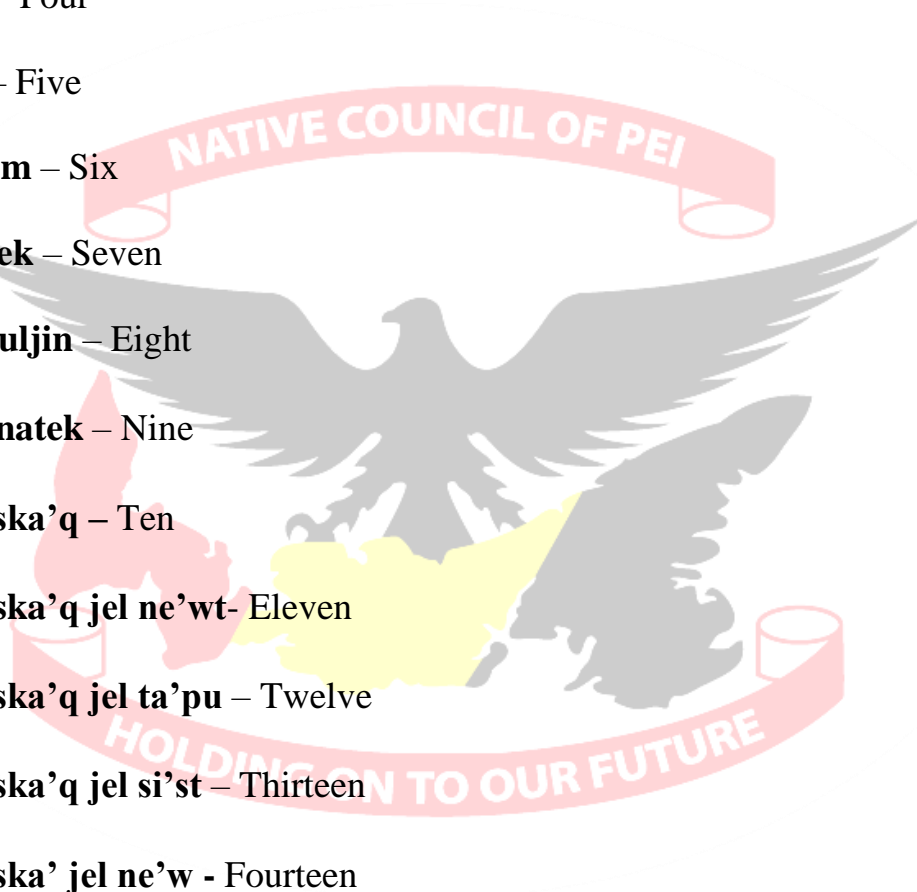 Four
– Five
m – Six
ek – Seven
uljin – Eight
natek – Nine
ska’q – Ten
ska’q jel ne’wt- Eleven
ska’q jel ta’pu – Twelve
ska’q jel si’st – Thirteen
ska’ jel ne’w - Fourteen
NATIVE COUNCIL OF PEI
HOLDING ON TO OUR FUTURE